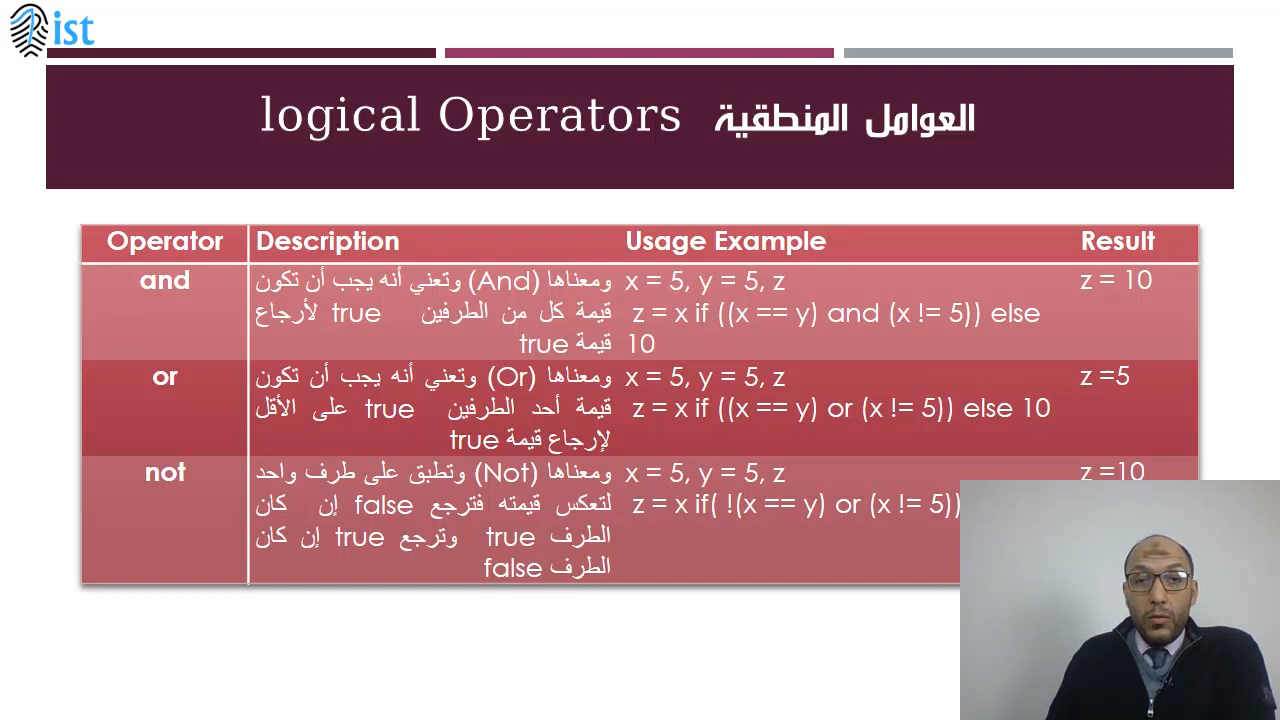 ist
logical Operators العوامل المنطقية
Operator Description Usage Example Result
and
ومعناها (And) وتعني أنه يجب أن تكون
قيمة كل من الطرفين true لأرجاع
قيمة true
x = 5, y = 5, z
z = x if ((x == y) and (x != 5)) else
10
z = 10
or
ومعناها (Or) وتعني أنه يجب أن تكون
قيمة أحد الطرفين true على الأقل
لإرجاع قيمة true
x = 5, y = 5, z
z = x if ((x == y) or (x != 5)) else 10
z =5
not
ومعناها (Not) وتطبق على طرف واحد
لتعكس قيمته فترجع false إن كان
الطرف true وترجع true إن كان
الطرف false
x = 5, y = 5, z
z = x if( !(x == y) or (x != 5))
z =10